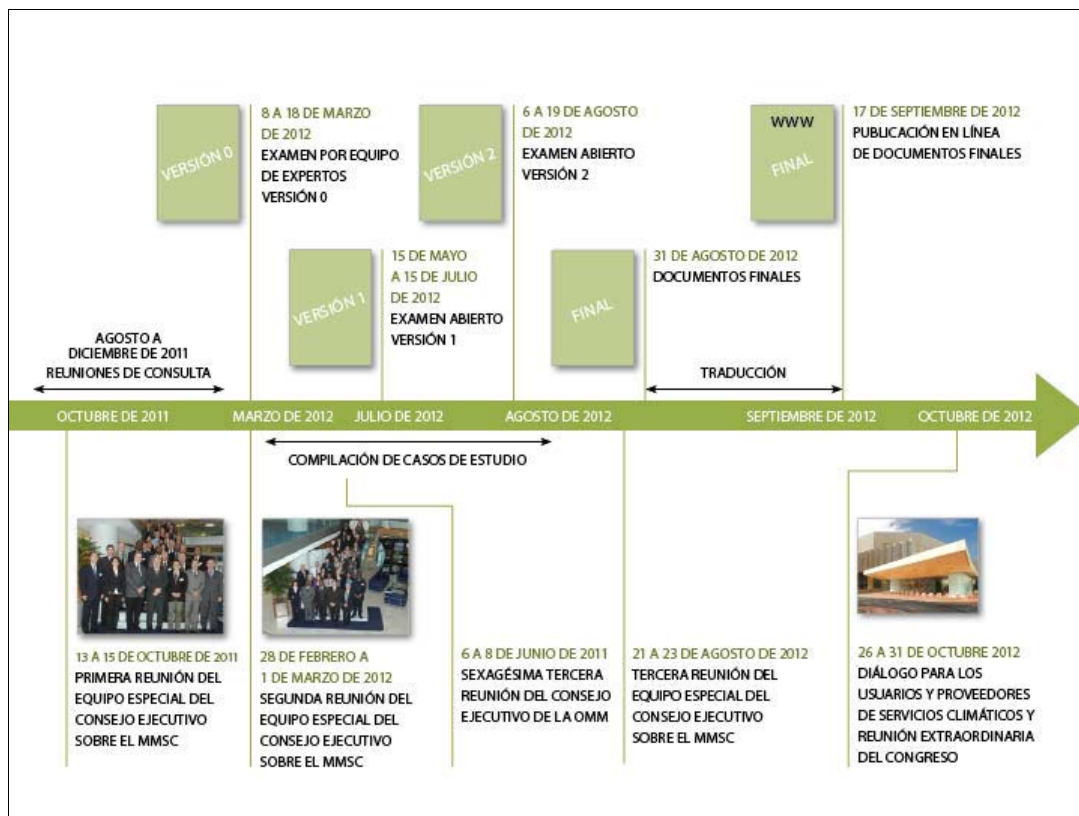 VERSIÓN 0
8 A 18 DE MARZO
DE 2012
EXAMEN POR EQUIPO
DE EXPERTOS
VERSIÓN 0
VERSIÓN 2
6 A 19 DE AGOSTO
DE 2012
EXAMEN ABIERTO
VERSIÓN 2
WWW
FINAL
17 DE SEPTIEMBRE DE 2012
PUBLICACIÓN EN LÍNEA
DE DOCUMENTOS FINALES
VERSIÓN 1
15 DE MAYO
A 15 DE JULIO
DE 2012
EXAMEN ABIERTO
VERSIÓN 1
FINAL
31 DE AGOSTO DE 2012
DOCUMENTOS FINALES
AGOSTO A
DICIEMBRE DE 2011
REUNIONES DE CONSULTA
TRADUCCIÓN
OCTUBRE DE 2011
MARZO DE 2012
JULIO DE 2012
AGOSTO DE 2012
SEPTIEMBRE DE 2012
OCTUBRE DE 2012
COMPILACIÓN DE CASOS DE ESTUDIO
13 A 15 DE OCTUBRE DE 2011
PRIMERA REUNIÓN DEL
EQUIPO ESPECIAL DEL
CONSEJO EJECUTIVO
SOBRE EL MMSC
28 DE FEBRERO A
1 DE MARZO DE 2012
SEGUNDA REUNIÓN DEL
EQUIPO ESPECIAL DEL
CONSEJO EJECUTIVO
SOBRE EL MMSC
6 A 8 DE JUNIO DE 2011
SEXAGÉSIMA TERCERA
REUNIÓN DEL CONSEJO
EJECUTIVO DE LA OMM
21 A 23 DE AGOSTO DE 2012
TERCERA REUNIÓN DEL
EQUIPO ESPECIAL DEL
CONSEJO EJECUTIVO
SOBRE EL MMSC
26 A 31 DE OCTUBRE 2012
DIÁLOGO PARA LOS
USUARIOS Y PROVEEDORES
DE SERVICIOS CLIMÁTICOS Y
REUNIÓN EXTRAORDINARIA
DEL CONGRESO